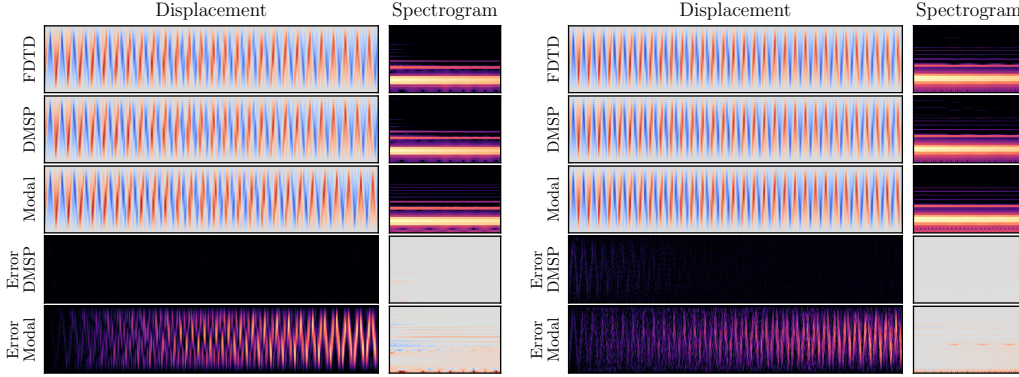 Displacement Spectrogram
FDTD
DMSP
Modal
Error
DMSP
Error
Modal
Displacement Spectrogram
FDTD
DMSP
Modal
Error
DMSP
Error
Modal